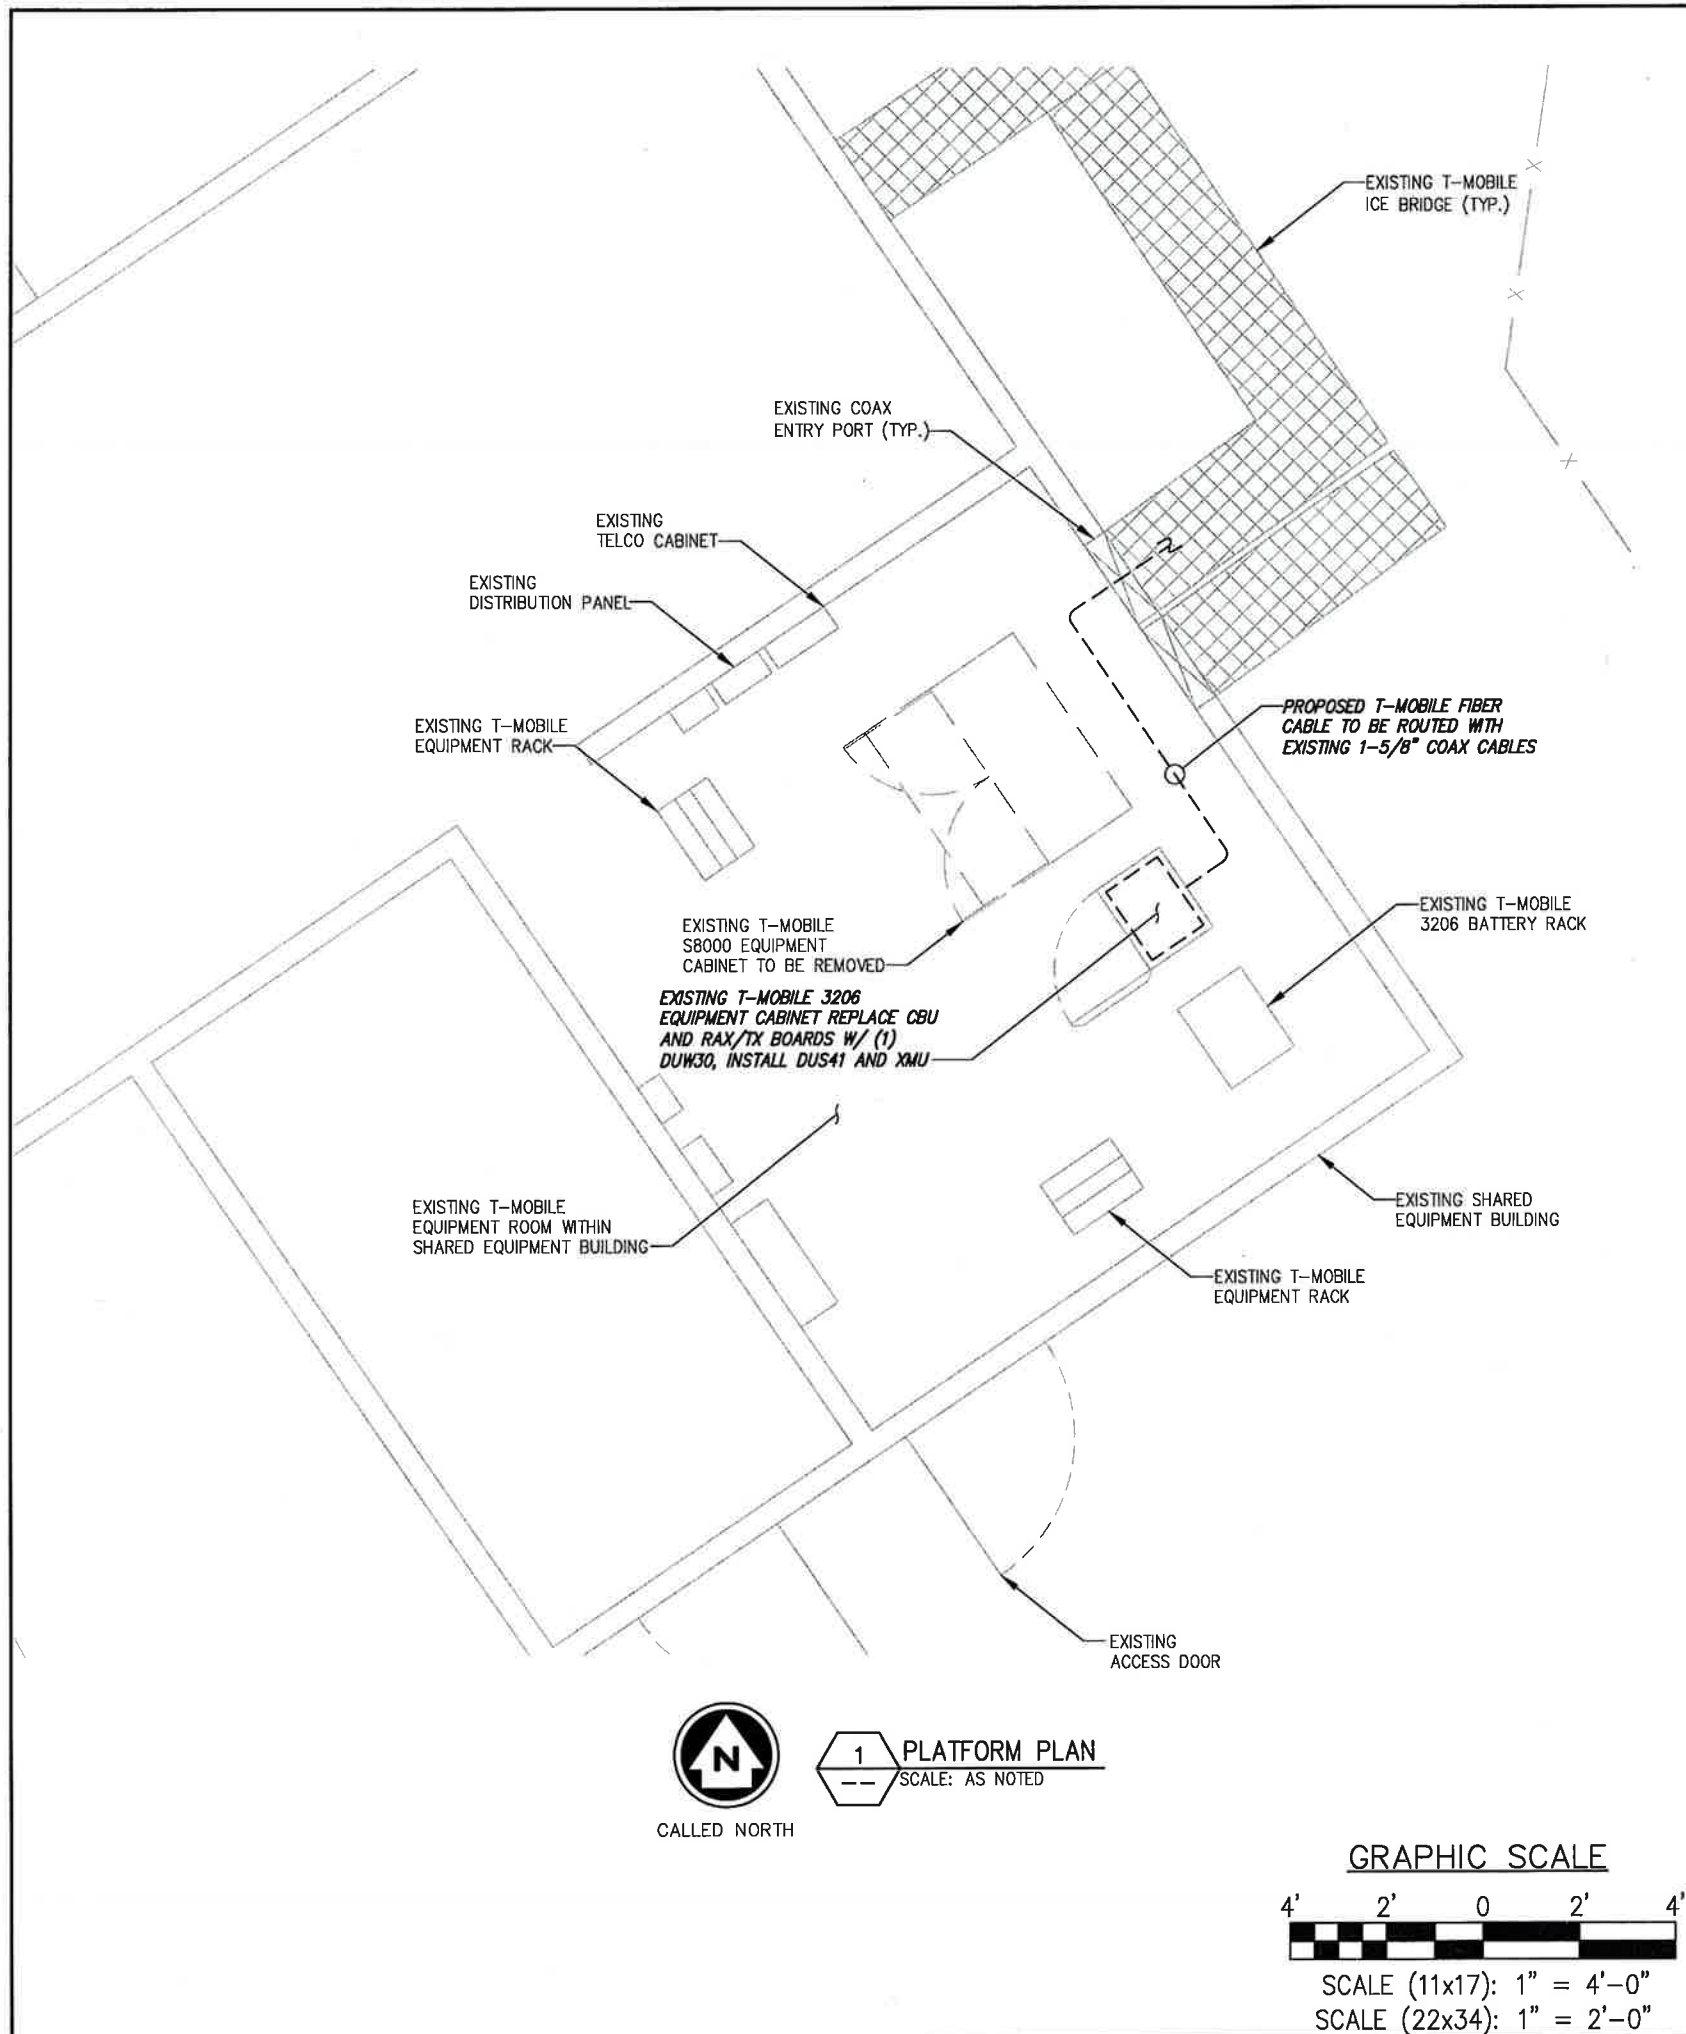 EXISTING T-MOBILE
ICE BRIDGE (TYP.)
EXISTING COAX
ENTRY PORT (TYP.)
EXISTING
TELCO CABINET
EXISTING
DISTRIBUTION PANEL
EXISTING T-MOBILE
EQUIPMENT RACK
PROPOSED T-MOBILE FIBER
CABLE TO BE ROUTED WITH
EXISTING 1-5/8" COAX CABLES
EXISTING T-MOBILE
3206 BATTERY RACK
EXISTING T-MOBILE
S8000 EQUIPMENT
CABINET TO BE REMOVED
EXISTING T-MOBILE 3206
EQUIPMENT CABINET REPLACE CBU
AND RAX/TX BOARDS W/ (1)
DUW30, INSTALL DUS41 AND XMU
EXISTING T-MOBILE
EQUIPMENT ROOM WITHIN
SHARED EQUIPMENT BUILDING
EXISTING SHARED
EQUIPMENT BUILDING
EXISTING T-MOBILE
EQUIPMENT RACK
EXISTING
ACCESS DOOR
N
CALLED NORTH
1
--
PLATFORM PLAN
SCALE: AS NOTED
GRAPHIC SCALE
4' 2' 0 2' 4'
SCALE (11x17): 1" = 4'-0"
SCALE (22x34): 1" = 2'-0"